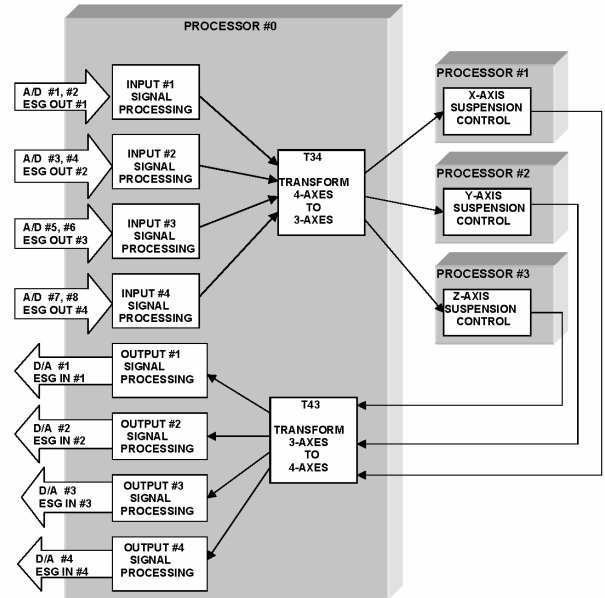 PROCESSOR #0
A/D #1, #2
ESG OUT #1
INPUT #1
SIGNAL
PROCESSING
A/D #3, #4
ESG OUT #2
INPUT #2
SIGNAL
PROCESSING
A/D #5, #6
ESG OUT #3
INPUT #3
SIGNAL
PROCESSING
A/D #7, #8
ESG OUT #4
INPUT #4
SIGNAL
PROCESSING
T34
TRANSFORM
4-AXES
TO
3-AXES
PROCESSOR #1
X-AXIS
SUSPENSION
CONTROL
PROCESSOR #2
Y-AXIS
SUSPENSION
CONTROL
PROCESSOR #3
Z-AXIS
SUSPENSION
CONTROL
D/A #1
ESG IN #1
OUTPUT #1
SIGNAL
PROCESSING
D/A #2
ESG IN #2
OUTPUT #2
SIGNAL
PROCESSING
D/A #3
ESG IN #3
OUTPUT #3
SIGNAL
PROCESSING
D/A #4
ESG IN #4
OUTPUT #4
SIGNAL
PROCESSING
T43
TRANSFORM
3-AXES
TO
4-AXES